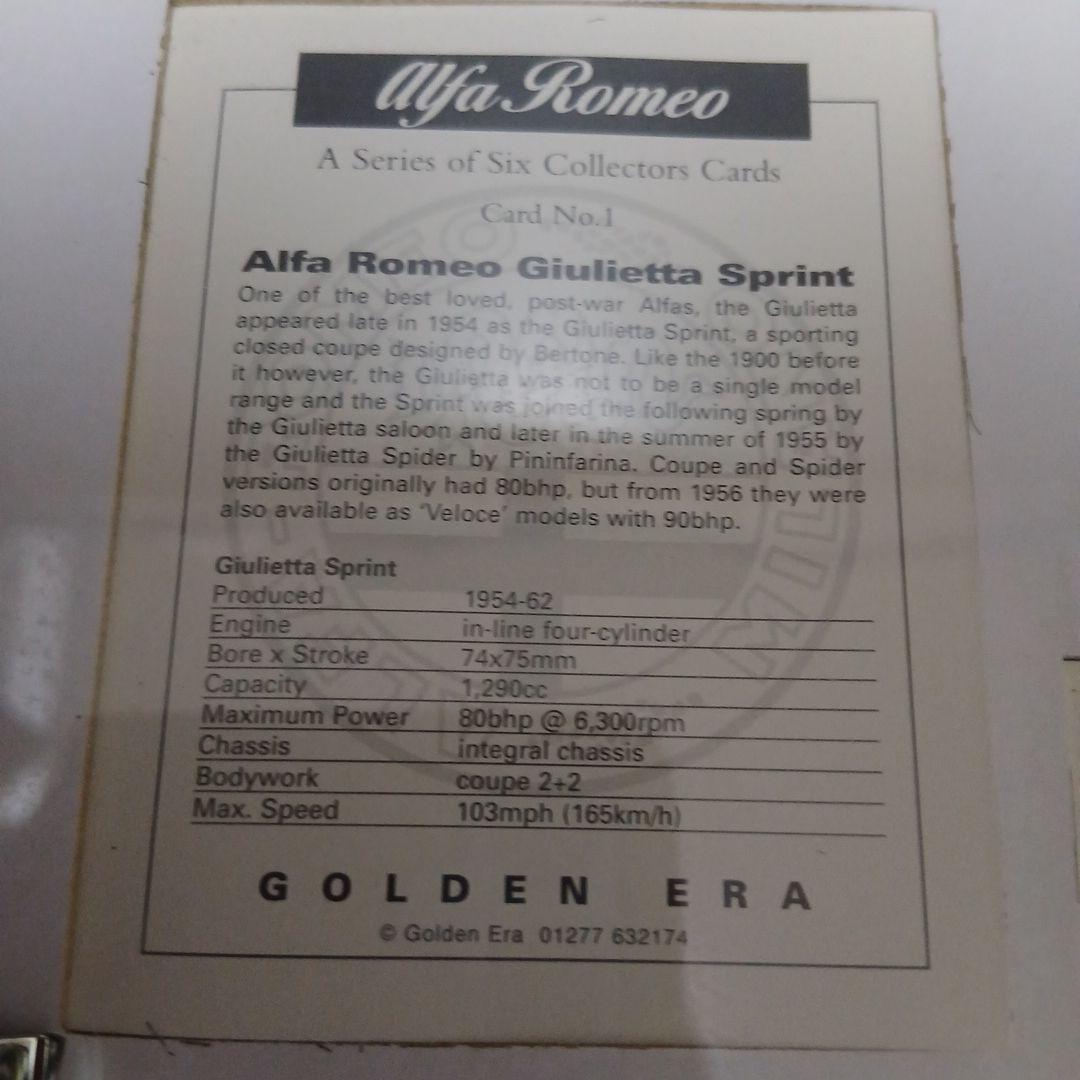 Alfa Romeo
A Series of Six Collectors Cards
Card No.1
Alfa Romeo Giulietta Sprint
One of the best loved, post-war Alfas, the Giulietta
appeared late in 1954 as the Giulietta Sprint, a sporting
closed coupe designed by Bertone. Like the 1900 before
it however, the Giulietta was not to be a single model
range and the Sprint was joined the following spring by
the Giulietta saloon and later in the summer of 1955 by
the Giulietta Spider by Pininfarina. Coupe and Spider
versions originally had 80bhp, but from 1956 they were
also available as 'Veloce' models with 90bhp.
Giulietta Sprint
Produced 1954-62
Engine in-line four-cylinder
Bore x Stroke 74x75mm
Capacity 1,290cc
Maximum Power 80bhp @ 6,300rpm
Chassis integral chassis
Bodywork coupe 2+2
Max. Speed 103mph (165km/h)
GOLDEN ERA
© Golden Era 01277 632174